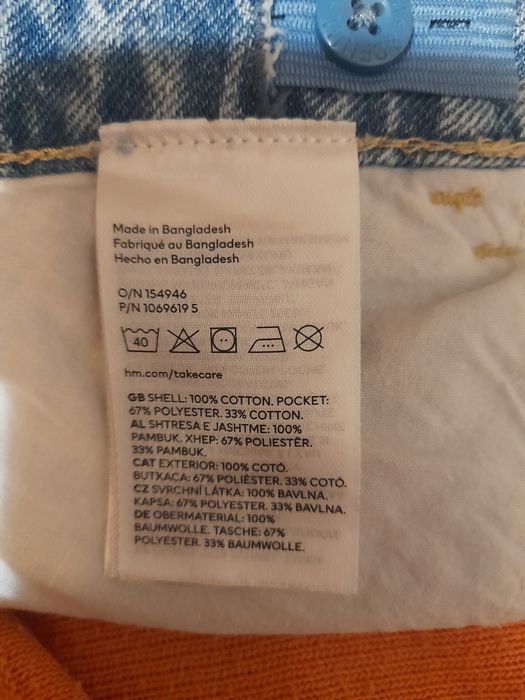 Made in Bangladesh
Fabriqué au Bangladesh
Hecho en Bangladesh
O/N 154946
P/N 1069619 5
40
hm.com/takecare
GB SHELL: 100% COTTON. POCKET:
67% POLYESTER. 33% COTTON.
AL SHTRESA E JASHTME: 100%
PAMBUK. XHEP: 67% POLIESTËR.
33% PAMBUK.
CAT EXTERIOR: 100% COTÓ.
BUTXACA: 67% POLIÈSTER. 33% COTÓ.
CZ SVRCHNÍ LÁTKA: 100% BAVLNA.
KAPSA: 67% POLYESTER. 33% BAVLNA.
DE OBERMATERIAL: 100%
BAUMWOLLE. TASCHE: 67%
POLYESTER. 33% BAUMWOLLE.